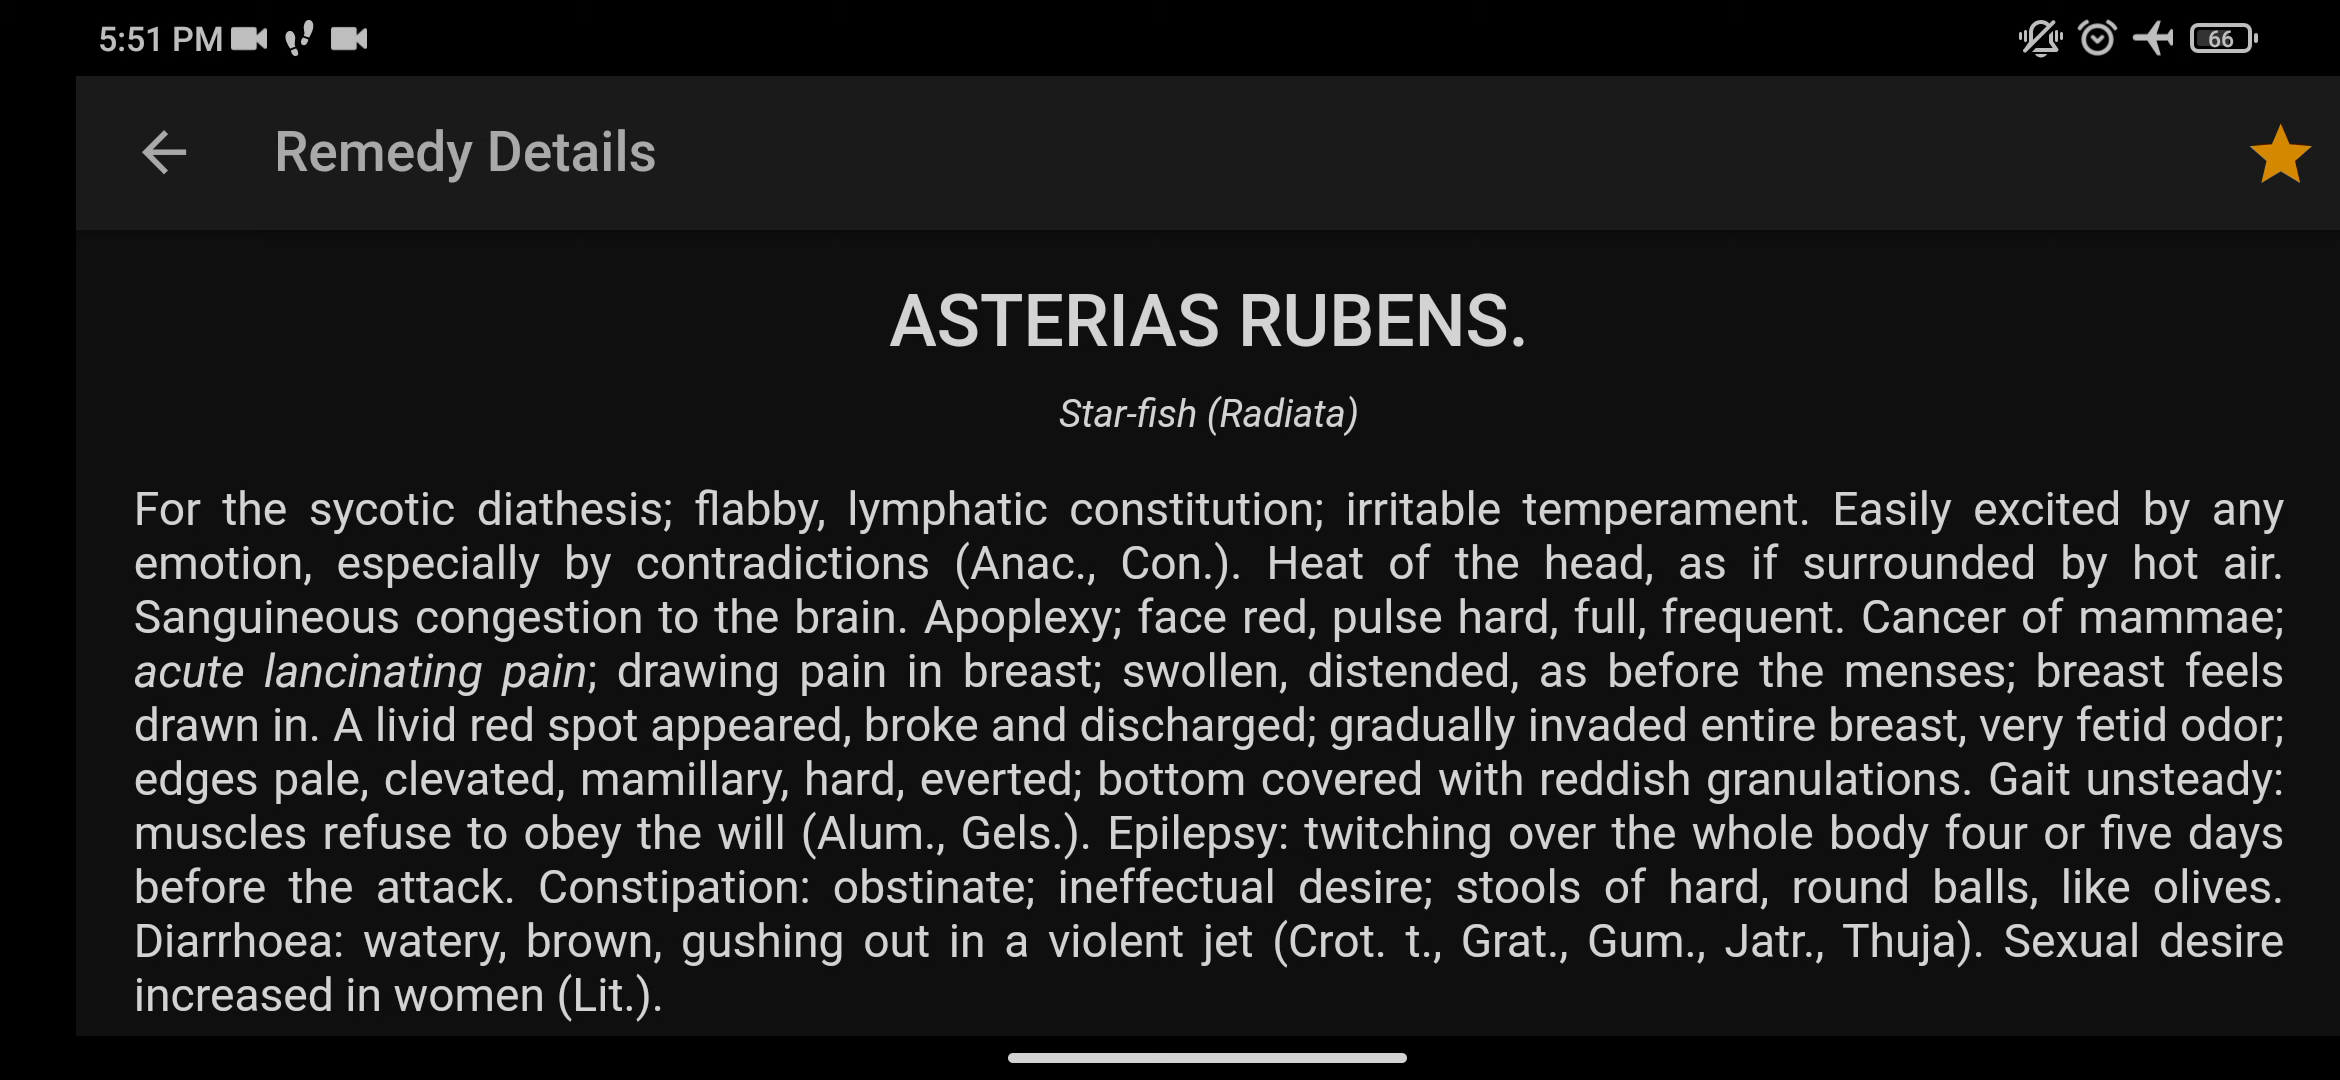 5:51 PM
66
Remedy Details
ASTERIAS RUBENS.
Star-fish (Radiata)
For the sycotic diathesis; flabby, lymphatic constitution; irritable temperament. Easily excited by any
emotion, especially by contradictions (Anac., Con.). Heat of the head, as if surrounded by hot air.
Sanguineous congestion to the brain. Apoplexy; face red, pulse hard, full, frequent. Cancer of mammae;
acute lancinating pain; drawing pain in breast; swollen, distended, as before the menses; breast feels
drawn in. A livid red spot appeared, broke and discharged; gradually invaded entire breast, very fetid odor;
edges pale, clevated, mamillary, hard, everted; bottom covered with reddish granulations. Gait unsteady:
muscles refuse to obey the will (Alum., Gels.). Epilepsy: twitching over the whole body four or five days
before the attack. Constipation: obstinate; ineffectual desire; stools of hard, round balls, like olives.
Diarrhoea: watery, brown, gushing out in a violent jet (Crot. t., Grat., Gum., Jatr., Thuja). Sexual desire
increased in women (Lit.).